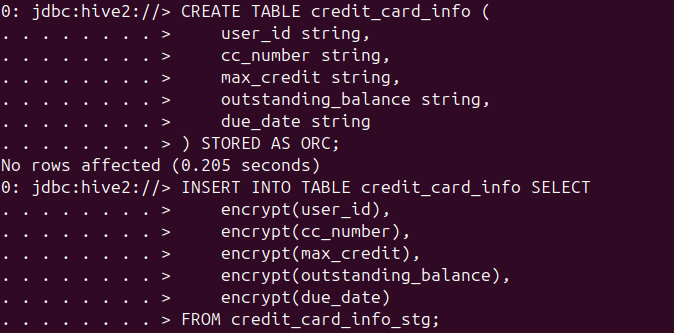 0: jdbc:hive2://> CREATE TABLE credit_card_info (
. . . . . . . . >     user_id string,
. . . . . . . . >     cc_number string,
. . . . . . . . >     max_credit string,
. . . . . . . . >     outstanding_balance string,
. . . . . . . . >     due_date string
. . . . . . . . > ) STORED AS ORC;
No rows affected (0.205 seconds)
0: jdbc:hive2://> INSERT INTO TABLE credit_card_info SELECT
. . . . . . . . >     encrypt(user_id),
. . . . . . . . >     encrypt(cc_number),
. . . . . . . . >     encrypt(max_credit),
. . . . . . . . >     encrypt(outstanding_balance),
. . . . . . . . >     encrypt(due_date)
. . . . . . . . > FROM credit_card_info_stg;